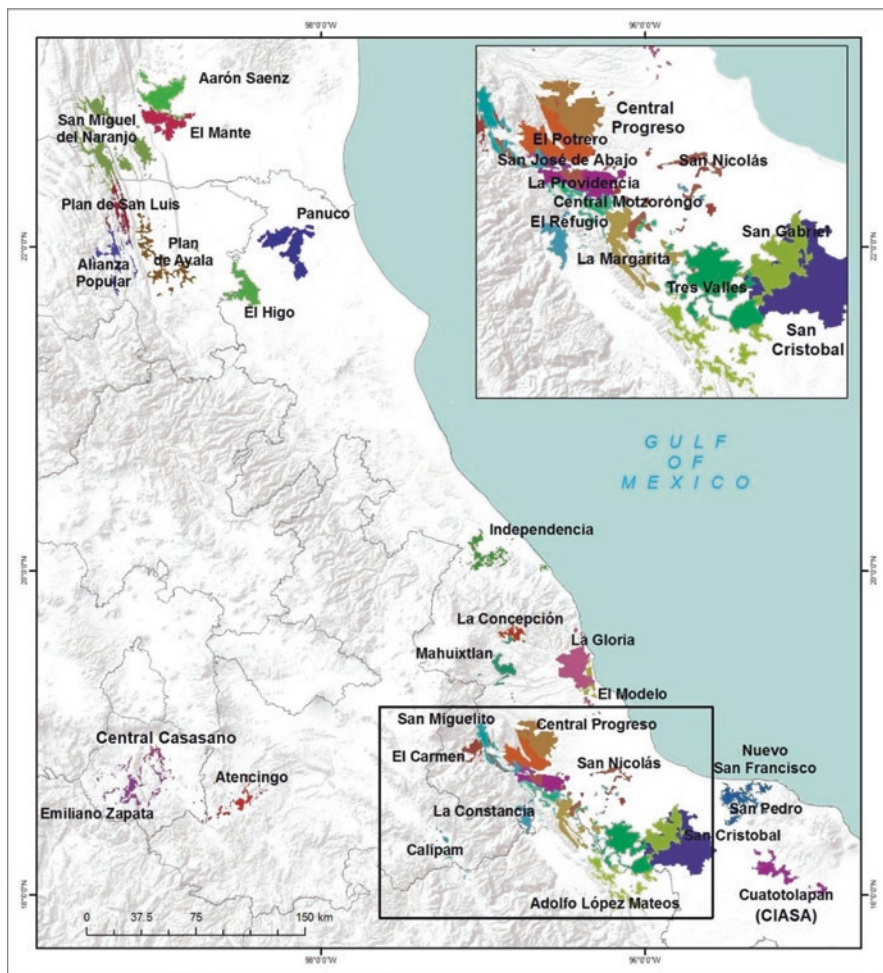 98°0'0"W
96°0'0"W
Aarón Saenz
San Miguel
del Naranjo
El Mante
Plan de San Luis
Panuco
Alianza
Popular
Plan
de Ayala
El Higo
22°0'0"N
22°0'0"N
Central
Progreso
El Potrero
San José de Abajo
San Nicolás
La Providencia
Central Motzorongo
El Refugio
San Gabriel
La Margarita
Tres Valles
San
Cristobal
GULF
OF
MEXICO
Independencia
20°0'0"N
20°0'0"N
La Concepción
La Gloria
Mahuixtlan
El Modelo
San Miguelito
Central Progreso
Central Casasano
El Carmen
San Nicolás
Nuevo
San Francisco
Atencingo
San Pedro
Emiliano Zapata
La Constancia
San Cristobal
Calipam
18°0'0"N
18°0'0"N
Adolfo López Mateos
Cuatotolapan
(CIASA)
0 37.5 75 150 km
98°0'0"W
96°0'0"W